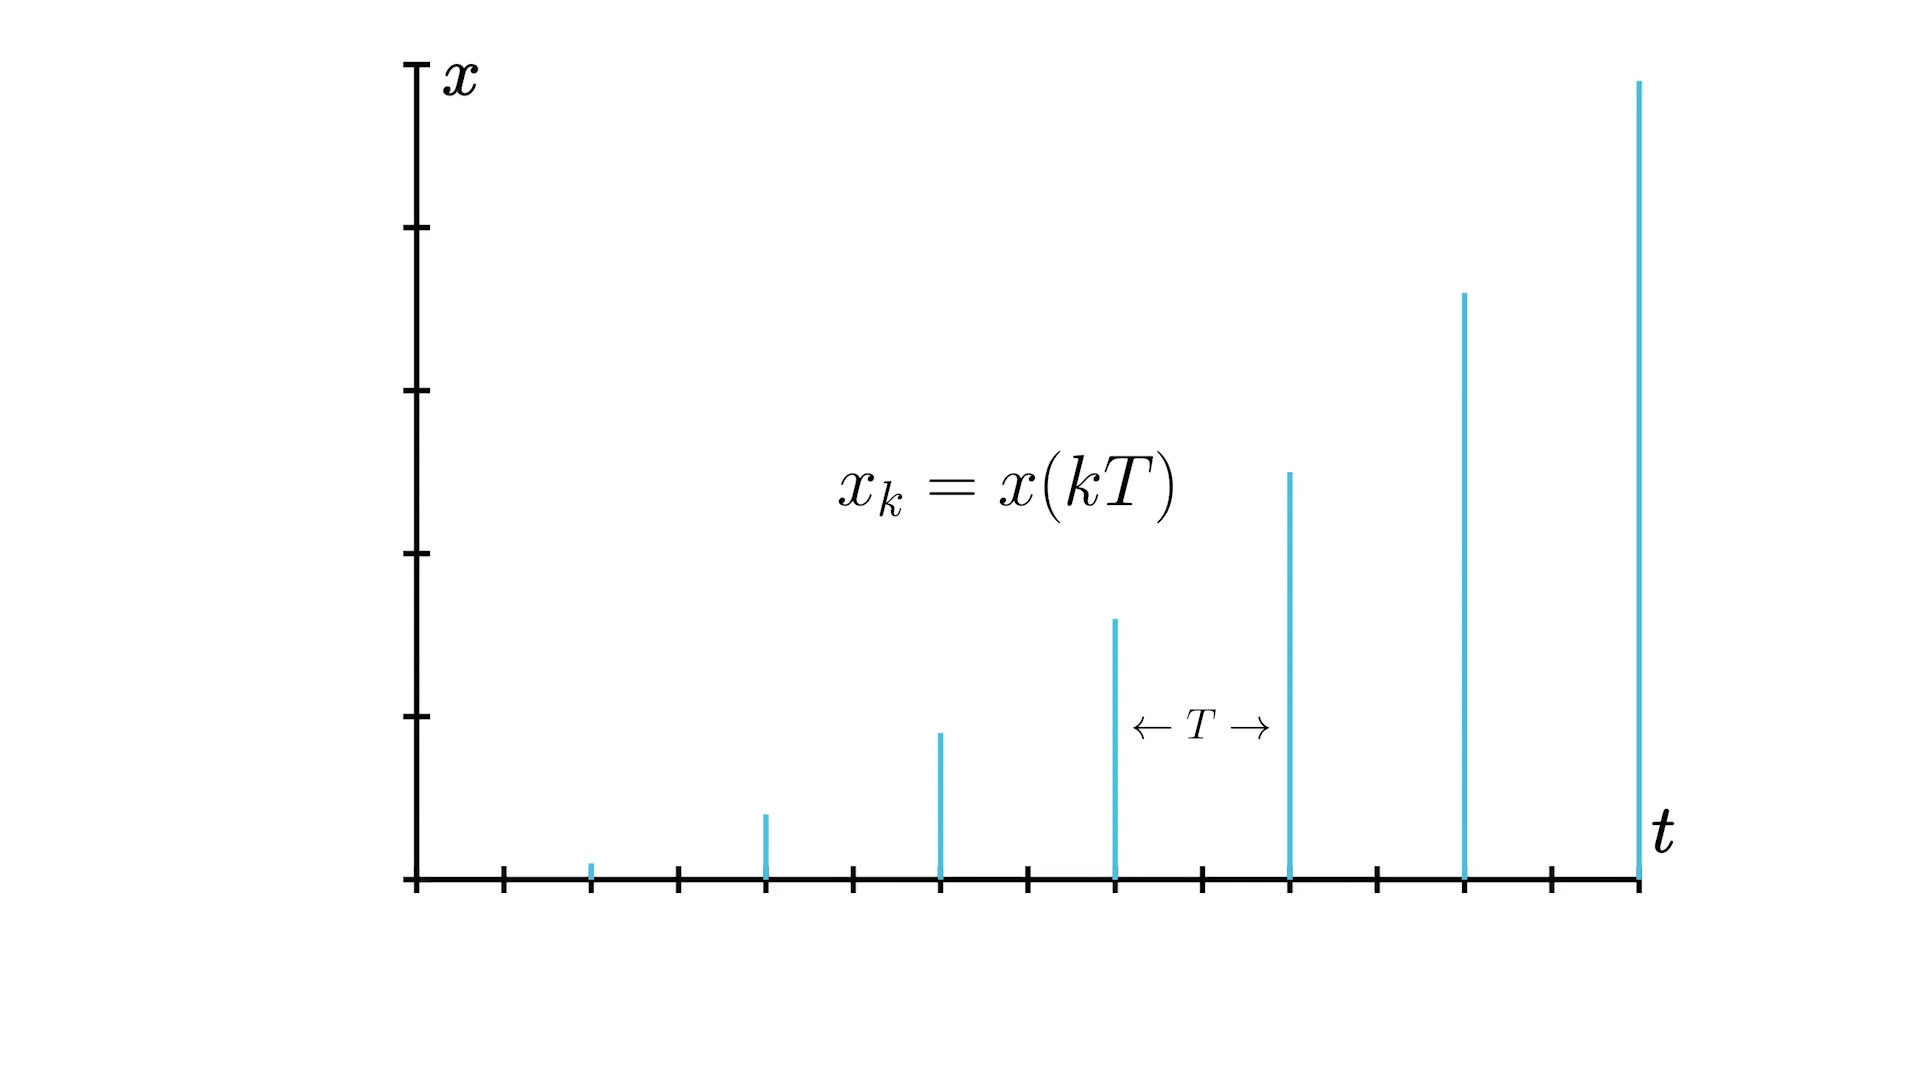 x
x_k = x(kT)
← T →
t